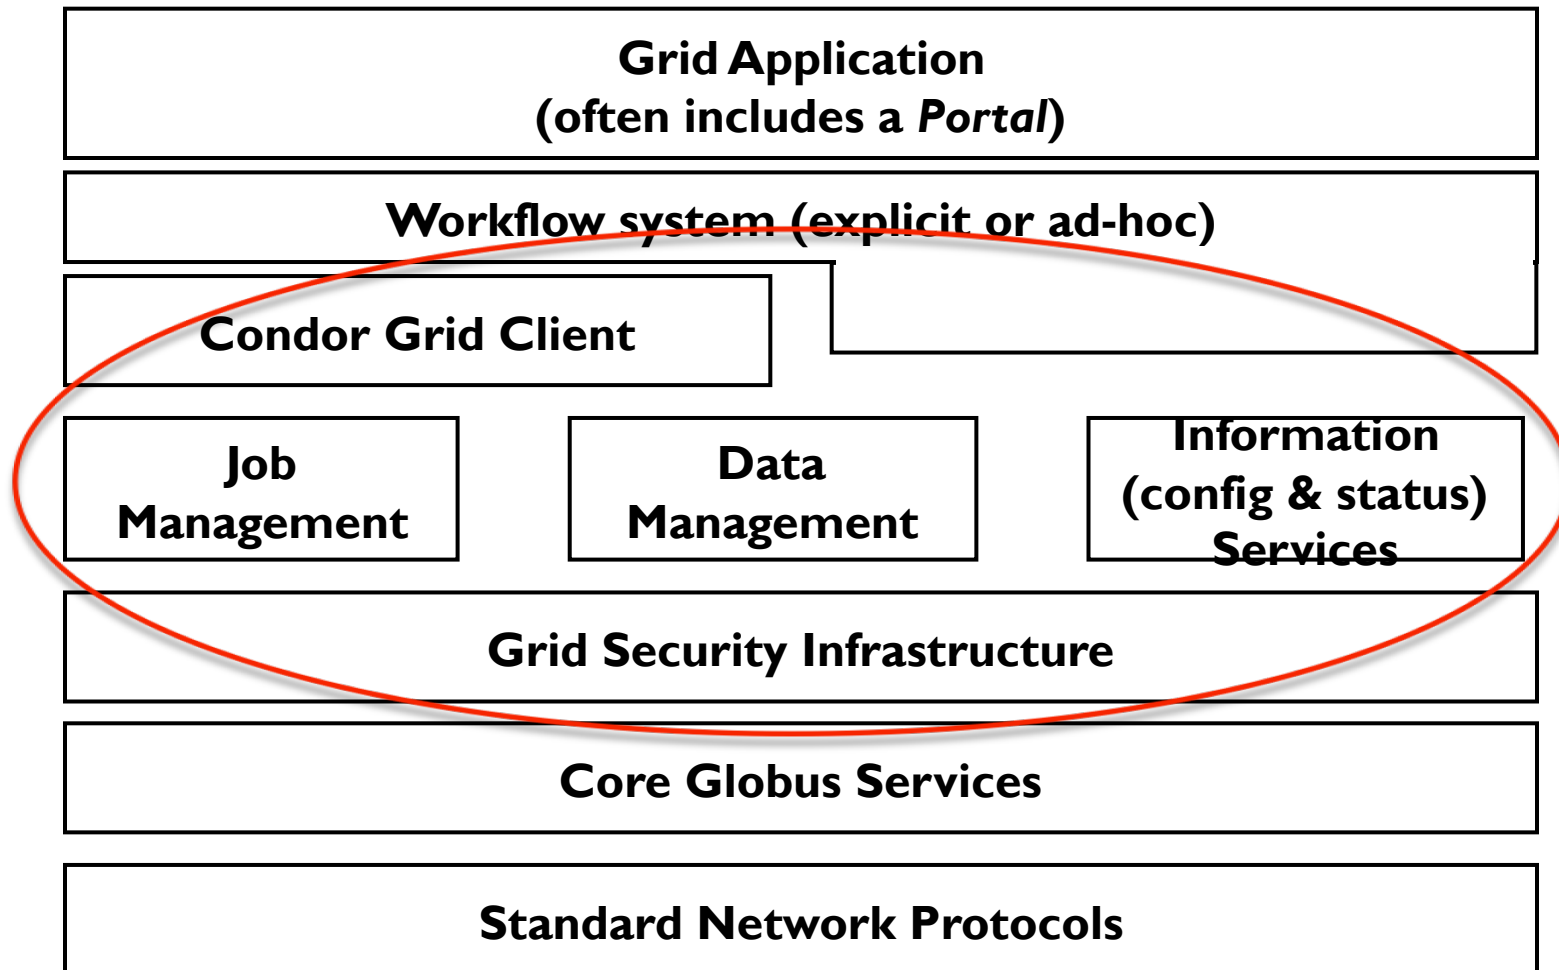 Grid Application
(often includes a Portal)
Workflow system (explicit or ad-hoc)
Condor Grid Client
Job
Management
Data
Management
Information
(config & status)
Services
Grid Security Infrastructure
Core Globus Services
Standard Network Protocols